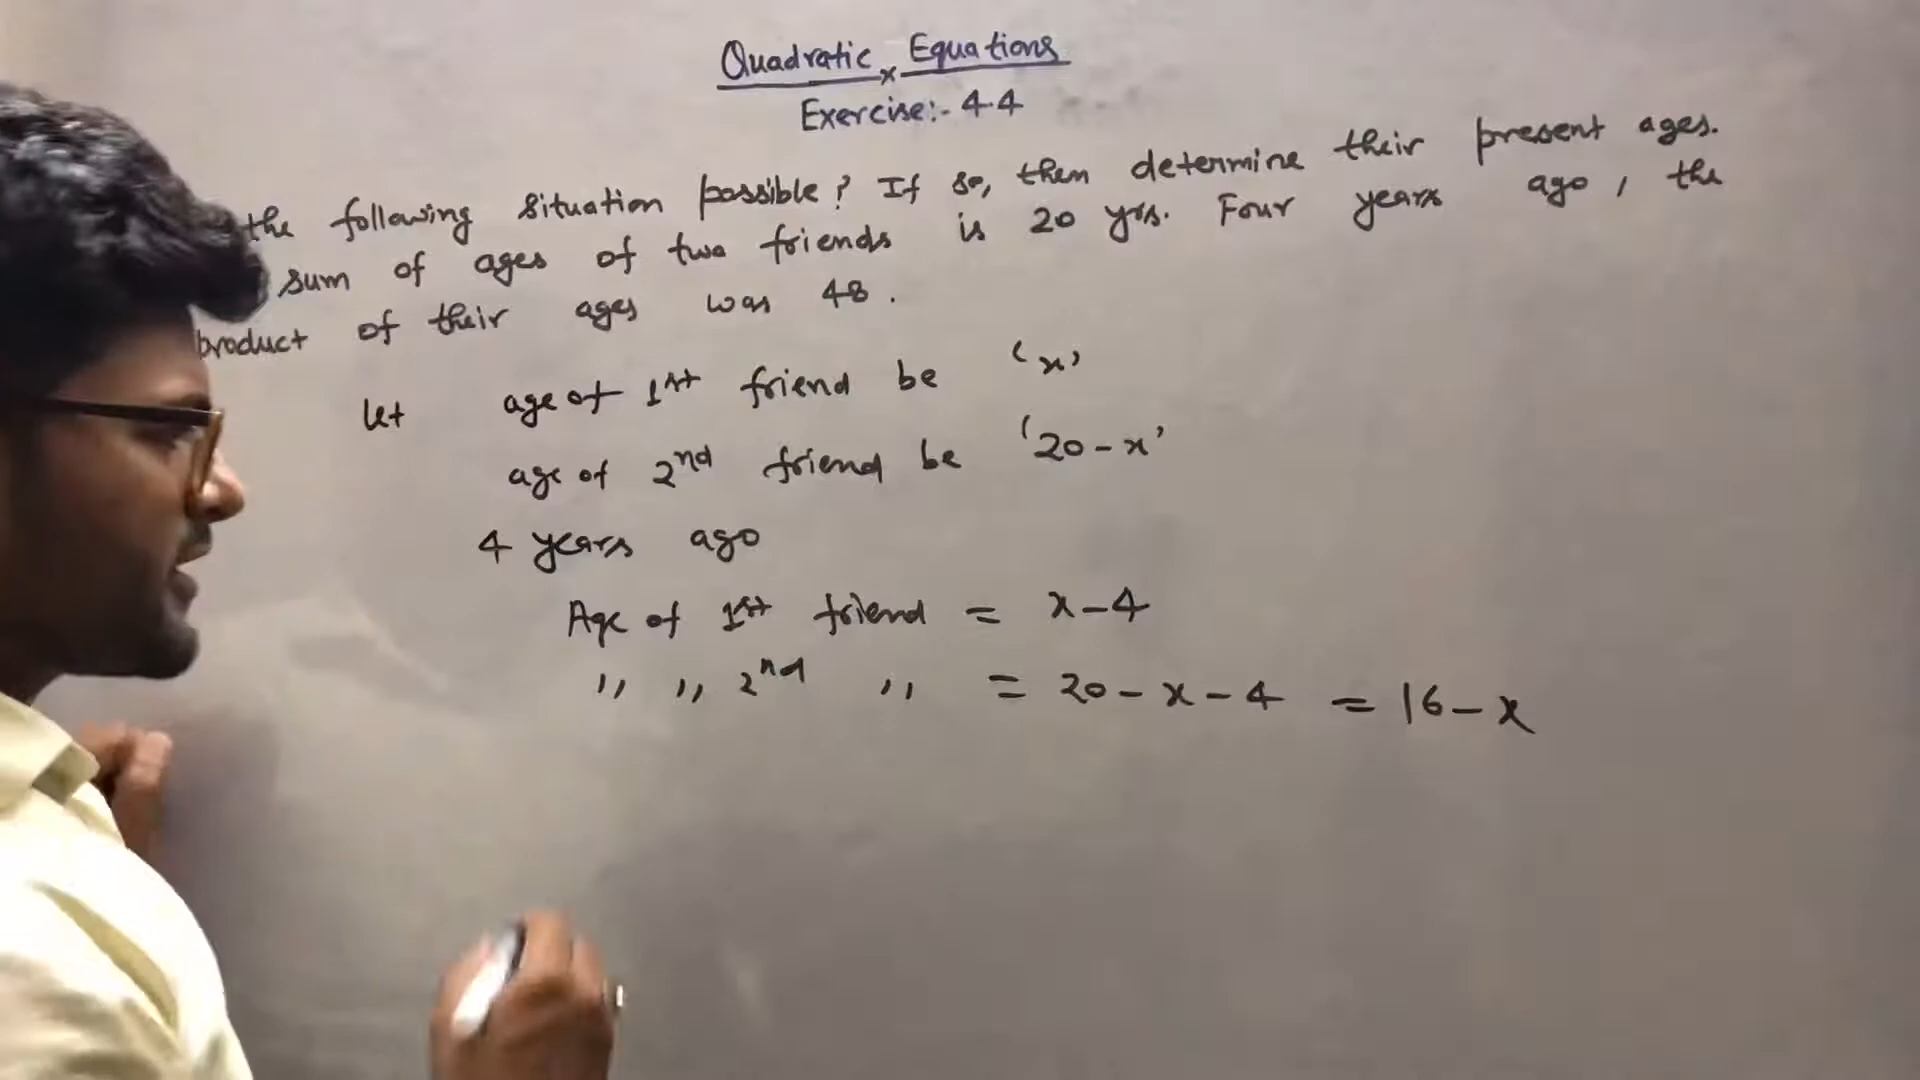 Quadratic Equations
Exercise:- 4.4
the following situation possible? If so, then determine their present ages.
sum of ages of two friends is 20 yrs. Four years ago, the
product of their ages was 48.
Let age of 1st friend be 'x'
age of 2nd friend be '20-x'
4 years ago
Age of 1st friend = x-4
,, ,, 2nd ,, = 20-x-4 = 16-x